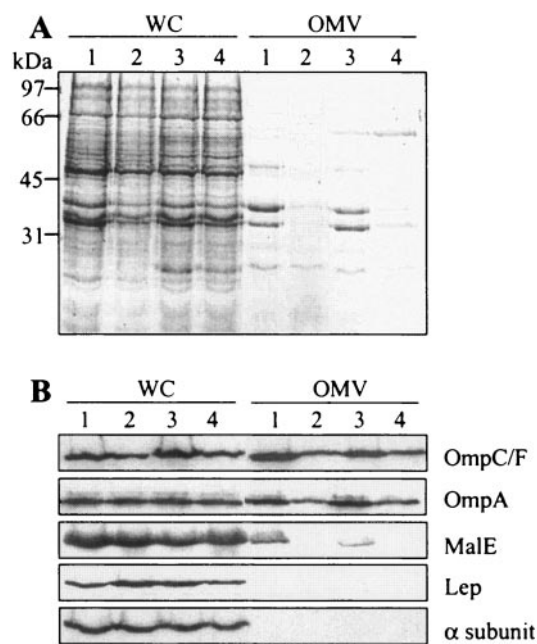 A
WC OMV
kDa 1 2 3 4 1 2 3 4
97
66
45
31
B
WC OMV
1 2 3 4 1 2 3 4
OmpC/F
OmpA
MalE
Lep
α subunit